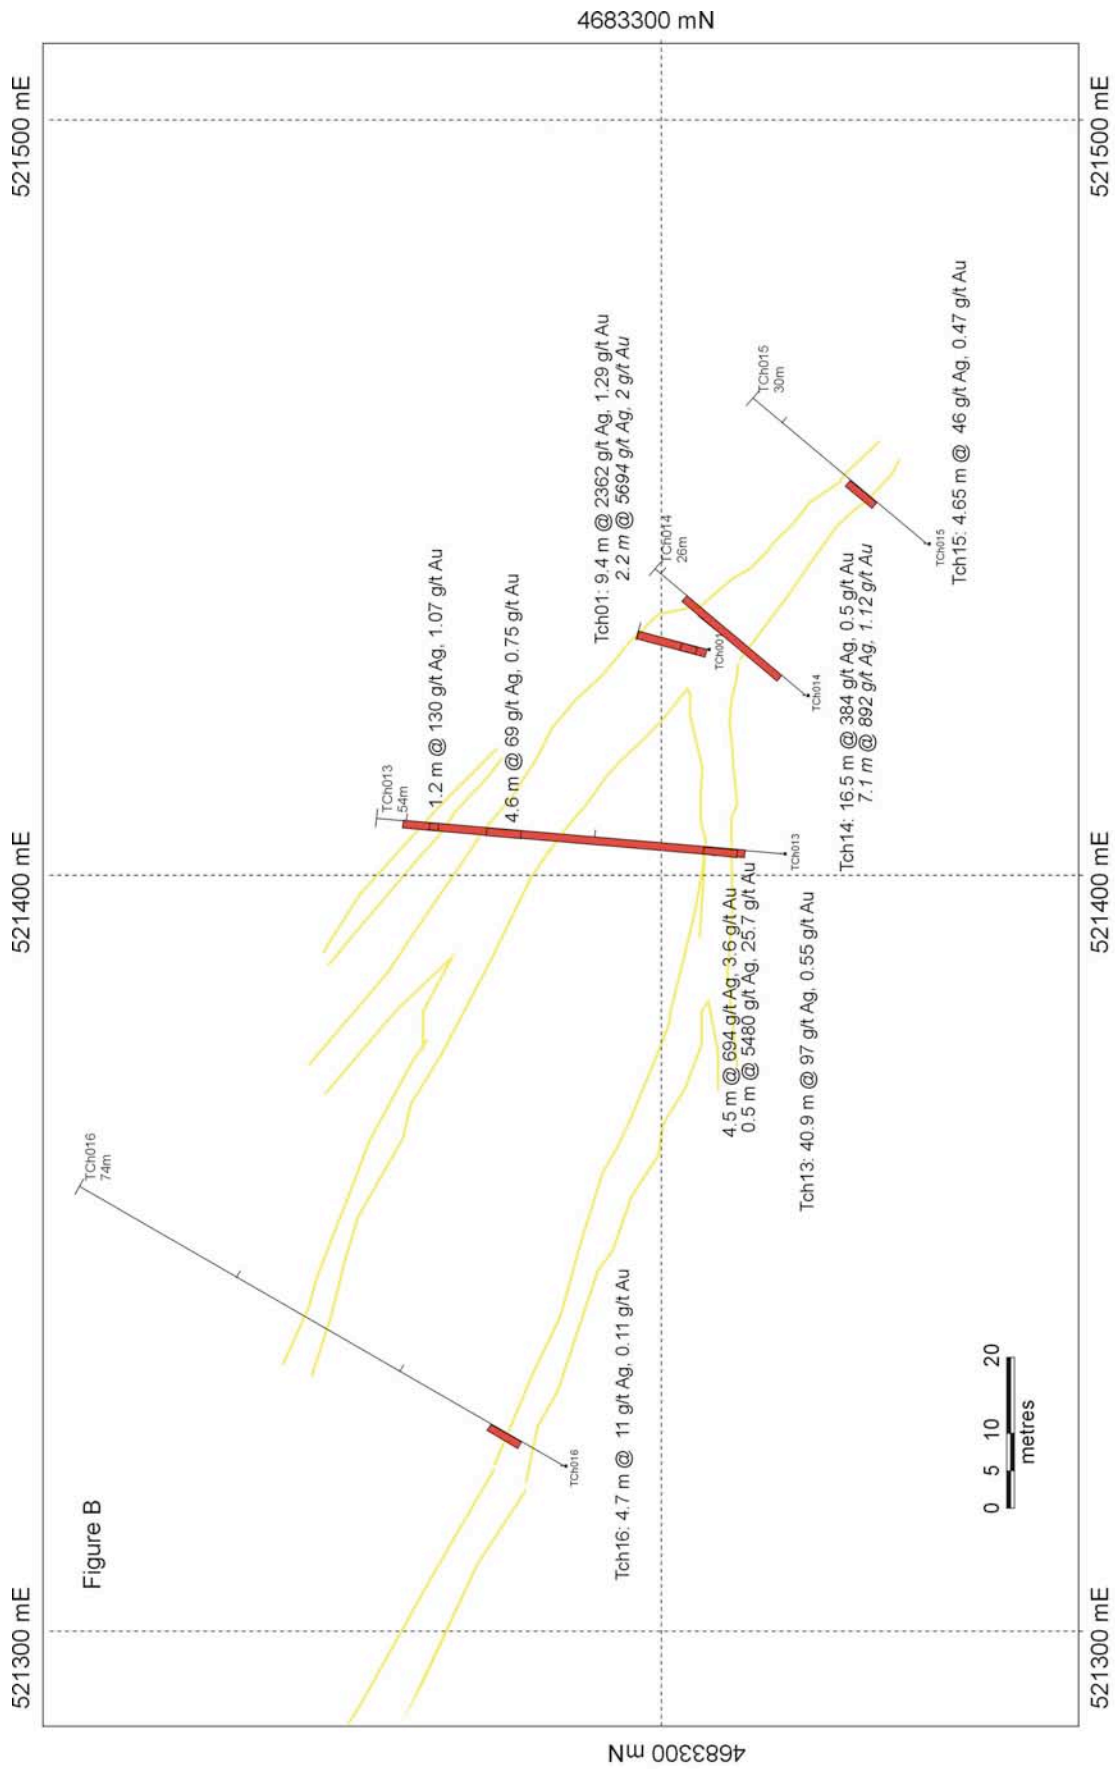 Figure B
521300 mE
521400 mE
521500 mE
4683300 mN
4683300 mN
TCh016
74m
TCh013
54m
1.2 m @ 130 g/t Ag, 1.07 g/t Au
4.6 m @ 69 g/t Ag, 0.75 g/t Au
Tch01: 9.4 m @ 2362 g/t Ag, 1.29 g/t Au
2.2 m @ 5694 g/t Ag, 2 g/t Au
TCh014
26m
TCh015
30m
TCh016
Tch16: 4.7 m @ 11 g/t Ag, 0.11 g/t Au
TCh001
4.5 m @ 694 g/t Ag, 3.6 g/t Au
0.5 m @ 5480 g/t Ag, 25.7 g/t Au
TCh013
TCh014
Tch13: 40.9 m @ 97 g/t Ag, 0.55 g/t Au
Tch14: 16.5 m @ 384 g/t Ag, 0.5 g/t Au
7.1 m @ 892 g/t Ag, 1.12 g/t Au
TCh015
Tch15: 4.65 m @ 46 g/t Ag, 0.47 g/t Au
0 5 10 20
metres
521300 mE
521400 mE
521500 mE